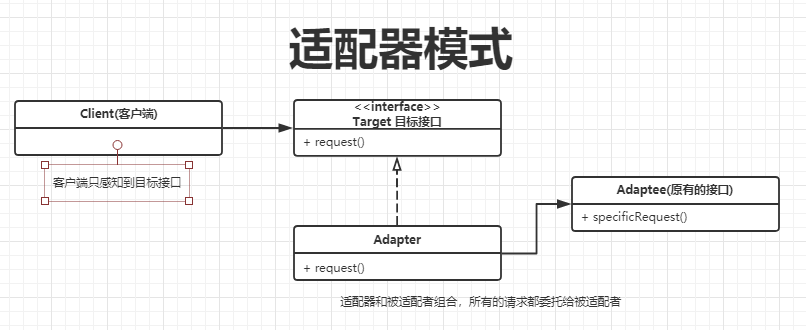 适配器模式
Client(客户端)
<<interface>>
Target 目标接口
+ request()
客户端只感知到目标接口
Adaptee(原有的接口)
+ specificRequest()
Adapter
+ request()
适配器和被适配者组合，所有的请求都委托给被适配者